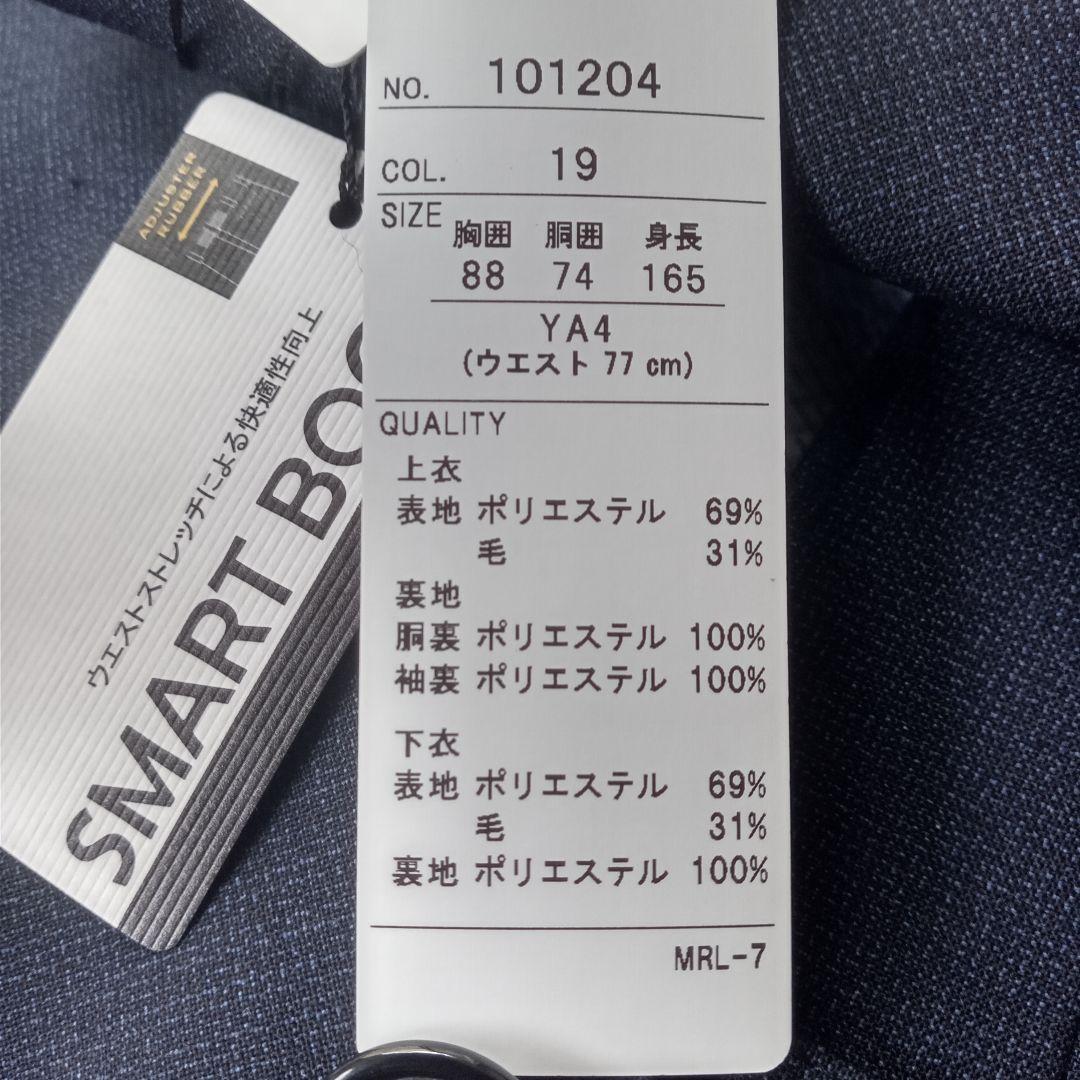 NO. 101204
COL. 19
SIZE
胸囲 胴囲 身長
88 74 165
YA4
(ウエスト 77 cm)
QUALITY
上衣
表地 ポリエステル 69%
毛 31%
裏地
胴裏 ポリエステル 100%
袖裏 ポリエステル 100%
下衣
表地 ポリエステル 69%
毛 31%
裏地 ポリエステル 100%
MRL-7
ADJUSTER
RUBBER
ウエストストレッチによる快適性向上
SMART